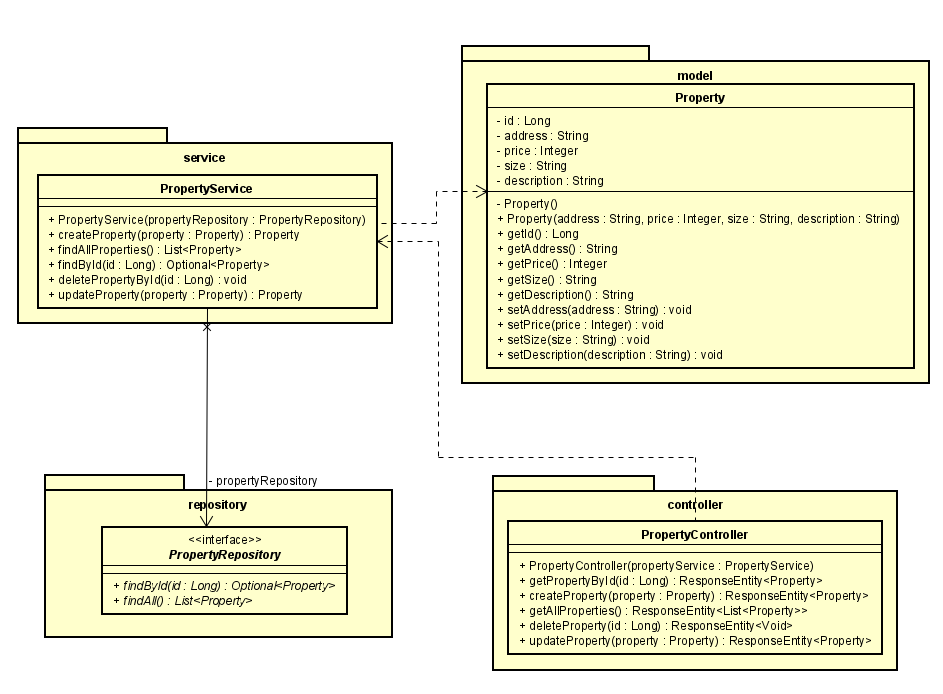 model
Property
- id : Long
- address : String
- price : Integer
- size : String
- description : String
- Property()
+ Property(address : String, price : Integer, size : String, description : String)
+ getId() : Long
+ getAddress() : String
+ getPrice() : Integer
+ getSize() : String
+ getDescription() : String
+ setAddress(address : String) : void
+ setPrice(price : Integer) : void
+ setSize(size : String) : void
+ setDescription(description : String) : void
service
PropertyService
+ PropertyService(propertyRepository : PropertyRepository)
+ createProperty(property : Property) : Property
+ findAllProperties() : List<Property>
+ findById(id : Long) : Optional<Property>
+ deletePropertyById(id : Long) : void
+ updateProperty(property : Property) : Property
- propertyRepository
repository
<<interface>>
PropertyRepository
+ findById(id : Long) : Optional<Property>
+ findAll() : List<Property>
controller
PropertyController
+ PropertyController(propertyService : PropertyService)
+ getPropertyById(id : Long) : ResponseEntity<Property>
+ createProperty(property : Property) : ResponseEntity<Property>
+ getAllProperties() : ResponseEntity<List<Property>>
+ deleteProperty(id : Long) : ResponseEntity<Void>
+ updateProperty(property : Property) : ResponseEntity<Property>